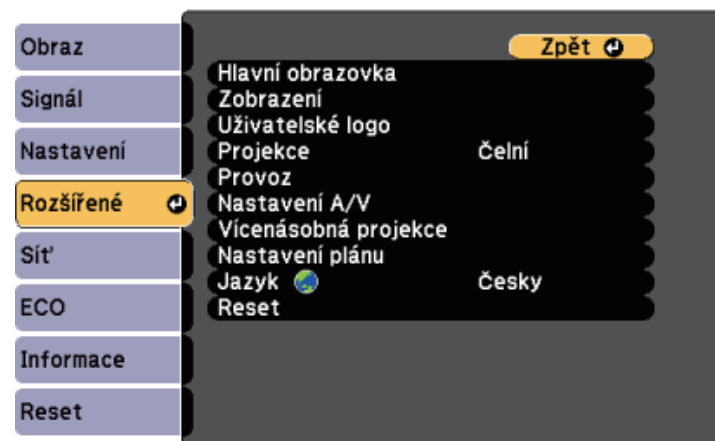 Obraz
Signál
Nastavení
Rozšířené
Síť
ECO
Informace
Reset
Zpět
Hlavní obrazovka
Zobrazení
Uživatelské logo
Projekce Čelní
Provoz
Nastavení A/V
Vícenásobná projekce
Nastavení plánu
Jazyk Česky
Reset